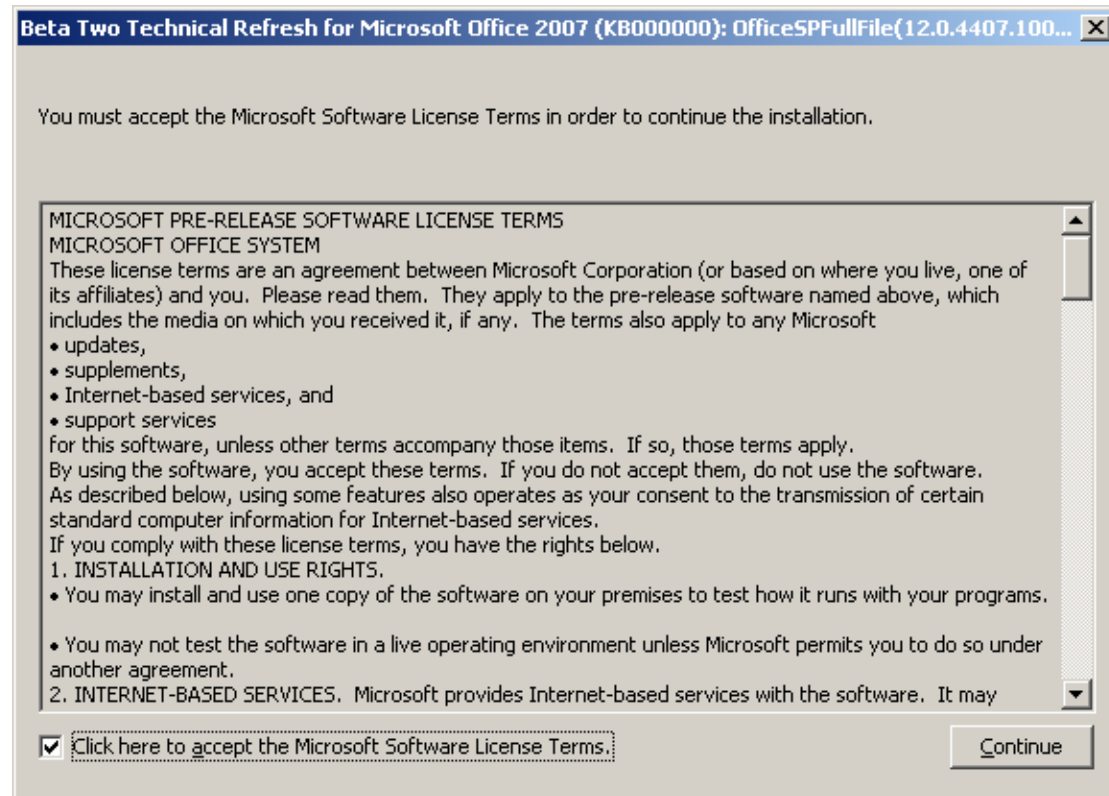 Beta Two Technical Refresh for Microsoft Office 2007 (KB000000): OfficeSPFullFile(12.0.4407.100...
You must accept the Microsoft Software License Terms in order to continue the installation.
MICROSOFT PRE-RELEASE SOFTWARE LICENSE TERMS
MICROSOFT OFFICE SYSTEM
These license terms are an agreement between Microsoft Corporation (or based on where you live, one of
its affiliates) and you.  Please read them.  They apply to the pre-release software named above, which
includes the media on which you received it, if any.  The terms also apply to any Microsoft
• updates,
• supplements,
• Internet-based services, and
• support services
for this software, unless other terms accompany those items.  If so, those terms apply.
By using the software, you accept these terms.  If you do not accept them, do not use the software.
As described below, using some features also operates as your consent to the transmission of certain
standard computer information for Internet-based services.
If you comply with these license terms, you have the rights below.
1. INSTALLATION AND USE RIGHTS.
• You may install and use one copy of the software on your premises to test how it runs with your programs.
• You may not test the software in a live operating environment unless Microsoft permits you to do so under
another agreement.
2. INTERNET-BASED SERVICES.  Microsoft provides Internet-based services with the software.  It may
Click here to accept the Microsoft Software License Terms.
Continue